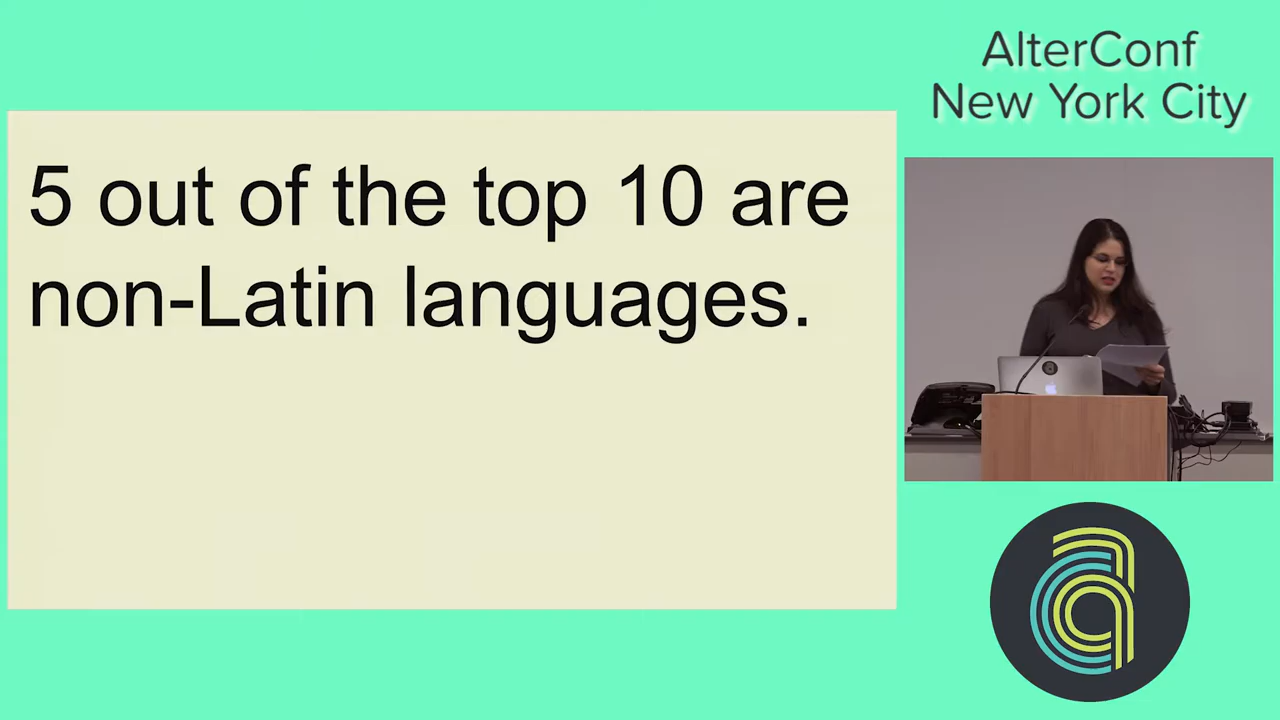 AlterConf
New York City
5 out of the top 10 are
non-Latin languages.